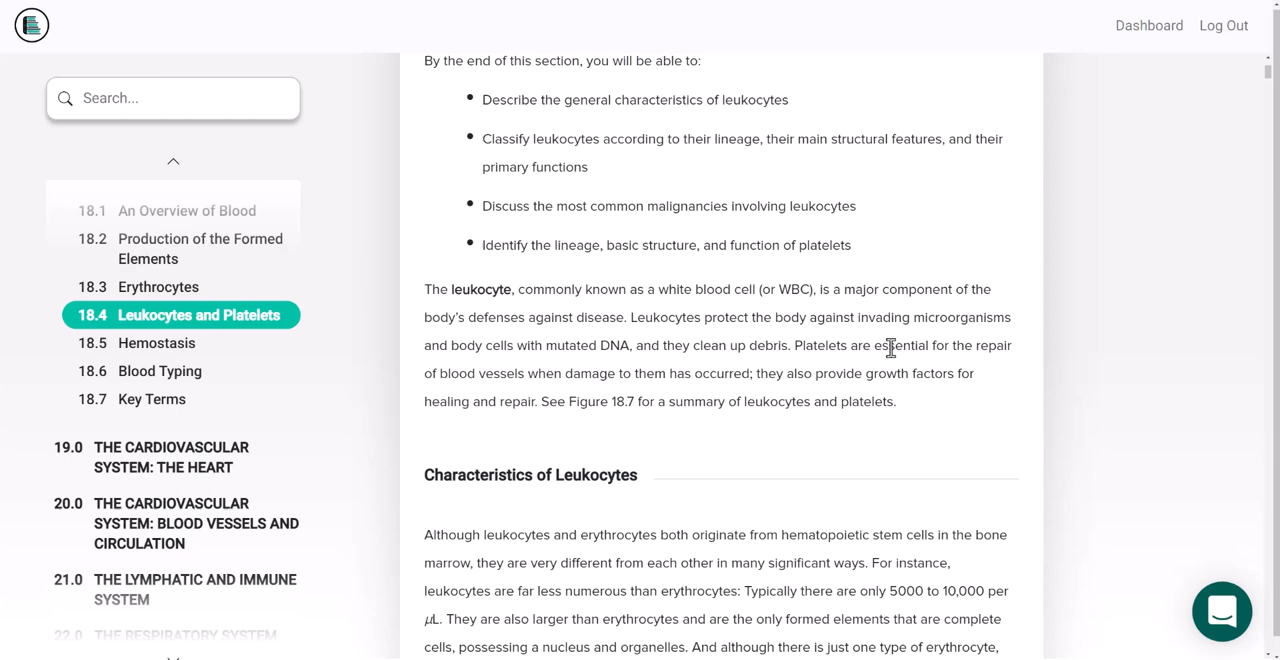 Dashboard Log Out
Search...
18.1 An Overview of Blood
18.2 Production of the Formed
Elements
18.3 Erythrocytes
18.4 Leukocytes and Platelets
18.5 Hemostasis
18.6 Blood Typing
18.7 Key Terms
19.0 THE CARDIOVASCULAR
SYSTEM: THE HEART
20.0 THE CARDIOVASCULAR
SYSTEM: BLOOD VESSELS AND
CIRCULATION
21.0 THE LYMPHATIC AND IMMUNE
SYSTEM
22.0 THE RESPIRATORY SYSTEM
By the end of this section, you will be able to:
• Describe the general characteristics of leukocytes
• Classify leukocytes according to their lineage, their main structural features, and their
primary functions
• Discuss the most common malignancies involving leukocytes
• Identify the lineage, basic structure, and function of platelets
The leukocyte, commonly known as a white blood cell (or WBC), is a major component of the
body's defenses against disease. Leukocytes protect the body against invading microorganisms
and body cells with mutated DNA, and they clean up debris. Platelets are essential for the repair
of blood vessels when damage to them has occurred; they also provide growth factors for
healing and repair. See Figure 18.7 for a summary of leukocytes and platelets.
Characteristics of Leukocytes
Although leukocytes and erythrocytes both originate from hematopoietic stem cells in the bone
marrow, they are very different from each other in many significant ways. For instance,
leukocytes are far less numerous than erythrocytes: Typically there are only 5000 to 10,000 per
μL. They are also larger than erythrocytes and are the only formed elements that are complete
cells, possessing a nucleus and organelles. And although there is just one type of erythrocyte,